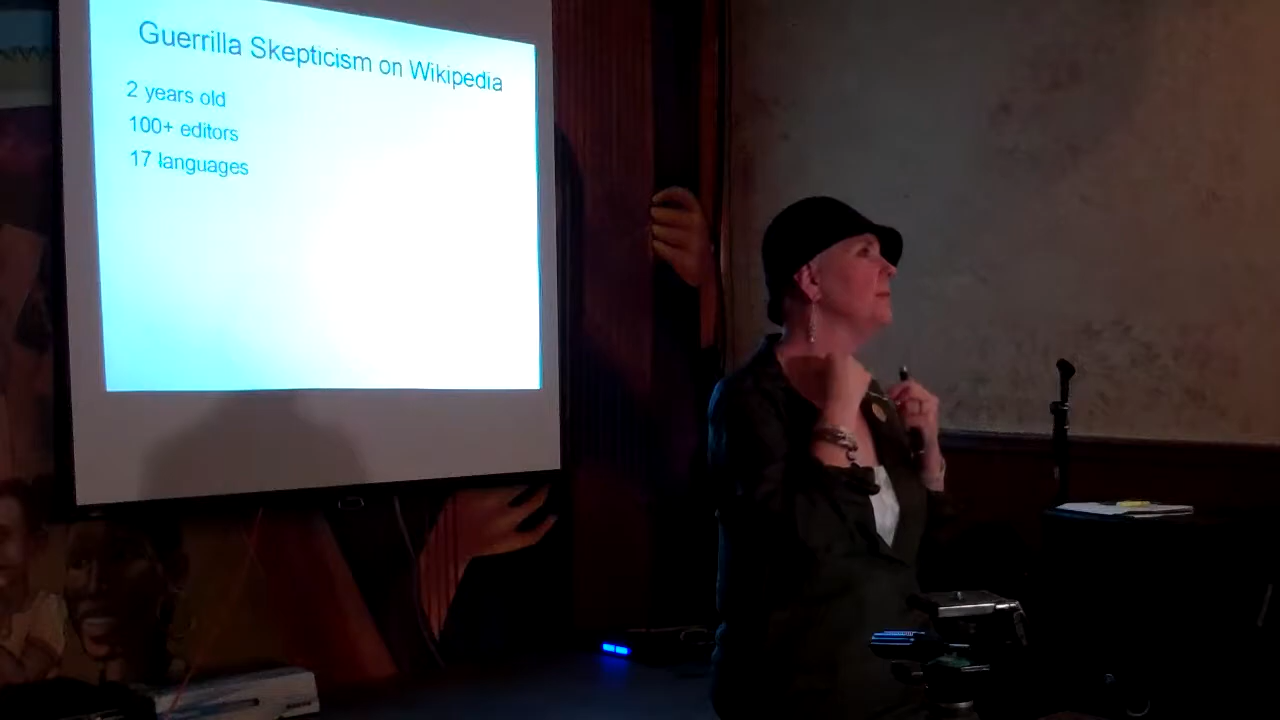 Guerrilla Skepticism on Wikipedia
2 years old
100+ editors
17 languages